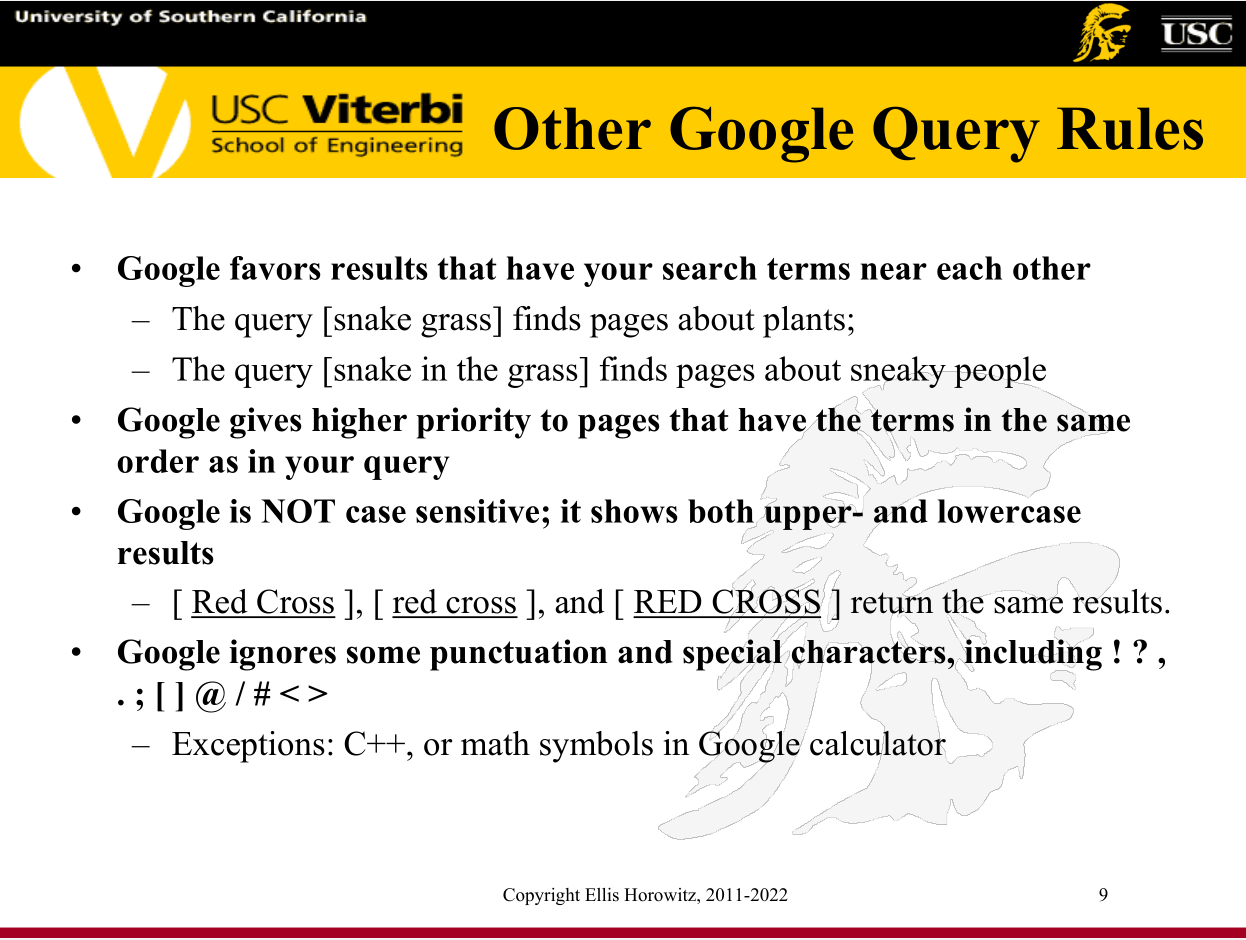 University of Southern California
USC
USC Viterbi
School of Engineering
Other Google Query Rules
• Google favors results that have your search terms near each other
– The query [snake grass] finds pages about plants;
– The query [snake in the grass] finds pages about sneaky people
• Google gives higher priority to pages that have the terms in the same
order as in your query
• Google is NOT case sensitive; it shows both upper- and lowercase
results
– [ Red Cross ], [ red cross ], and [ RED CROSS ] return the same results.
• Google ignores some punctuation and special characters, including ! ? ,
. ; [ ] @ / # < >
– Exceptions: C++, or math symbols in Google calculator
Copyright Ellis Horowitz, 2011-2022
9